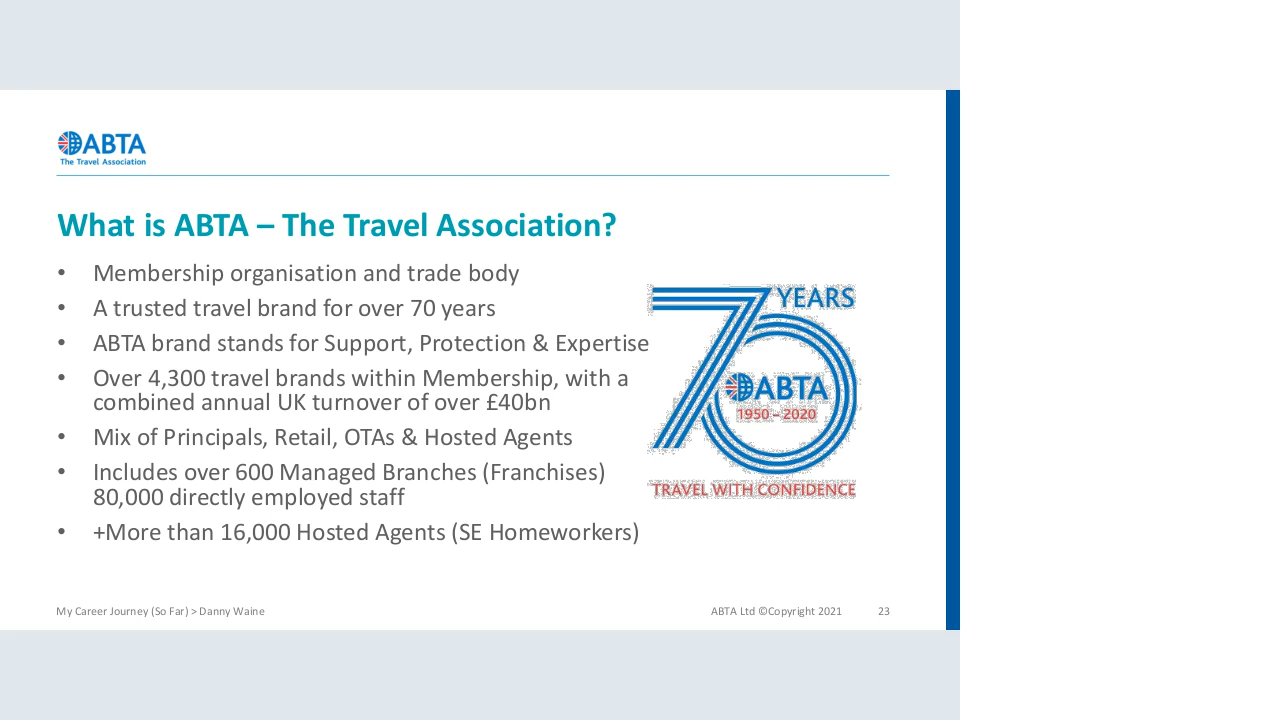 ABTA
The Travel Association
What is ABTA – The Travel Association?
• Membership organisation and trade body
• A trusted travel brand for over 70 years
• ABTA brand stands for Support, Protection & Expertise
• Over 4,300 travel brands within Membership, with a
combined annual UK turnover of over £40bn
• Mix of Principals, Retail, OTAs & Hosted Agents
• Includes over 600 Managed Branches (Franchises)
80,000 directly employed staff
• +More than 16,000 Hosted Agents (SE Homeworkers)
70 YEARS
ABTA
1950 – 2020
TRAVEL WITH CONFIDENCE
My Career Journey (So Far) > Danny Waine
ABTA Ltd ©Copyright 2021
23